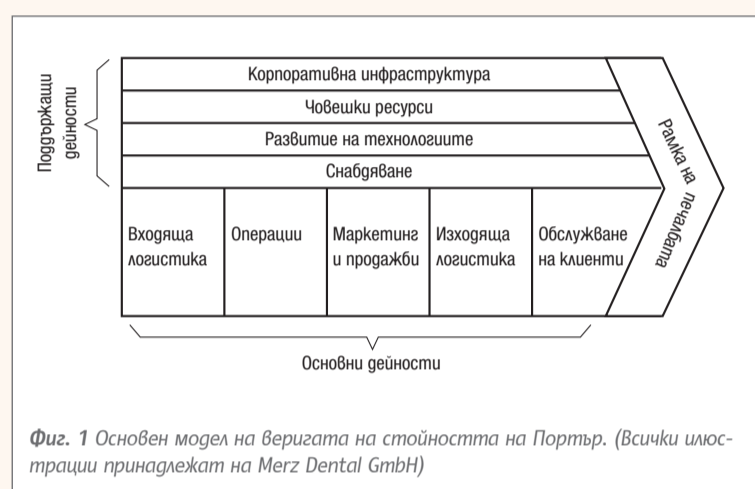 Поддържащи
дейности
Корпоративна инфраструктура
Човешки ресурси
Развитие на технологиите
Снабдяване
Рамка на печалбата
Входяща
логистика
Операции
Маркетинг
и продажби
Изходяща
логистика
Обслужване
на клиенти
Основни дейности
Фиг. 1 Основен модел на веригата на стойността на Портър. (Всички илюс-
трации принадлежат на Merz Dental GmbH)